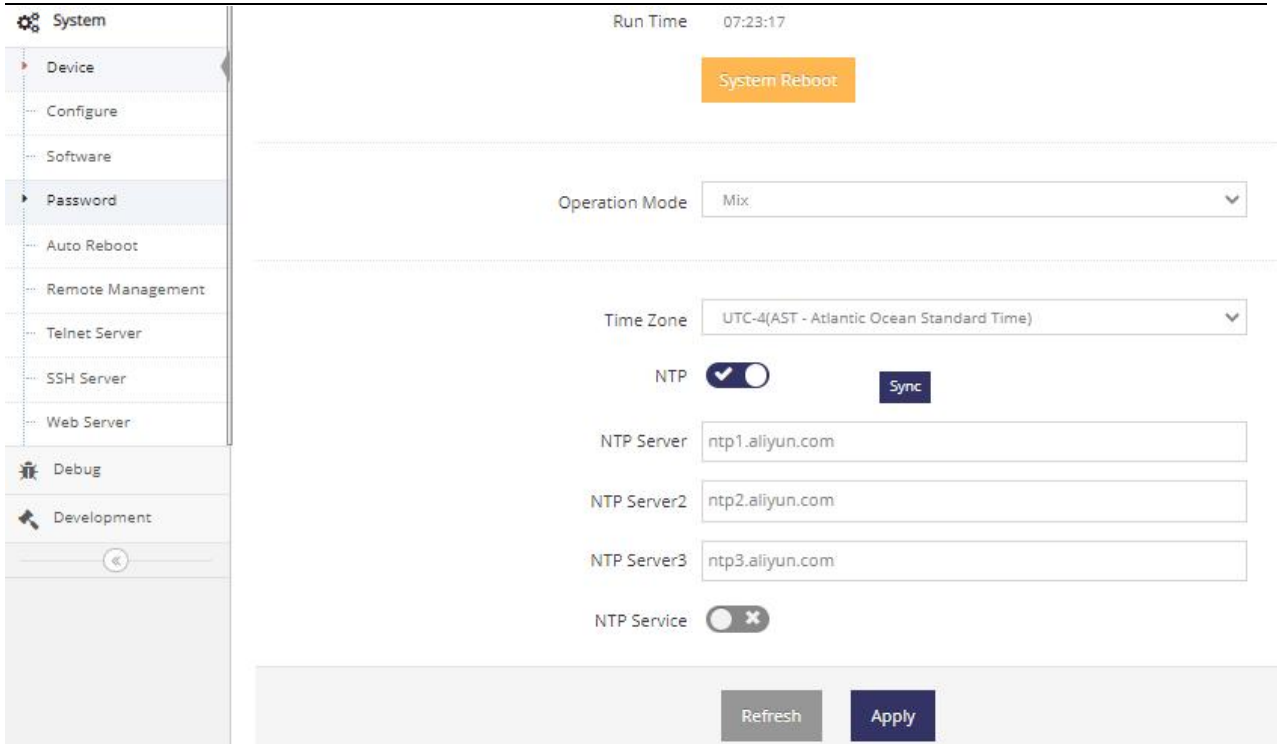 System
Device
Configure
Software
Password
Auto Reboot
Remote Management
Telnet Server
SSH Server
Web Server
Debug
Development
Run Time 07:23:17
System Reboot
Operation Mode Mix
Time Zone UTC-4(AST - Atlantic Ocean Standard Time)
NTP Sync
NTP Server ntp1.aliyun.com
NTP Server2 ntp2.aliyun.com
NTP Server3 ntp3.aliyun.com
NTP Service
Refresh Apply